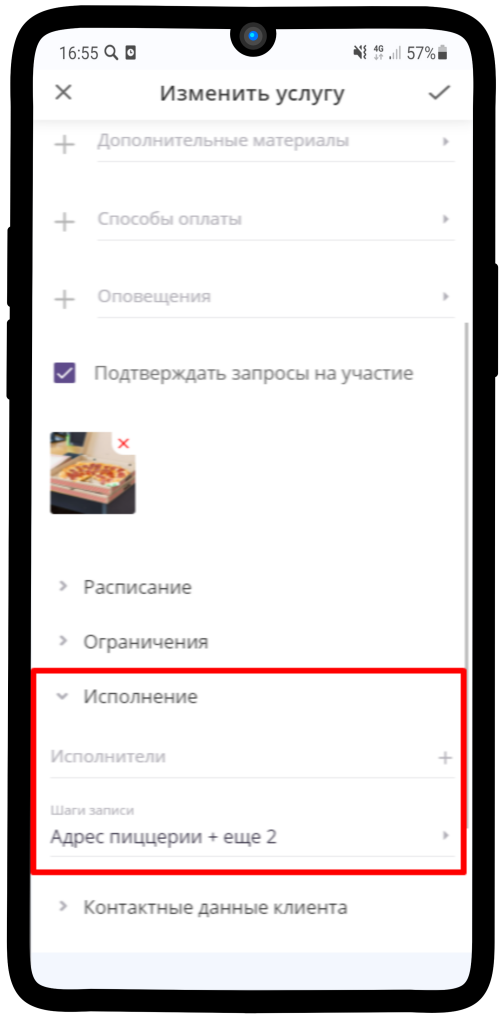 16:55 4G 57%
Изменить услугу
Дополнительные материалы
Способы оплаты
Оповещения
Подтверждать запросы на участие
Расписание
Ограничения
Исполнение
Исполнители
Шаги записи
Адрес пиццерии + еще 2
Контактные данные клиента